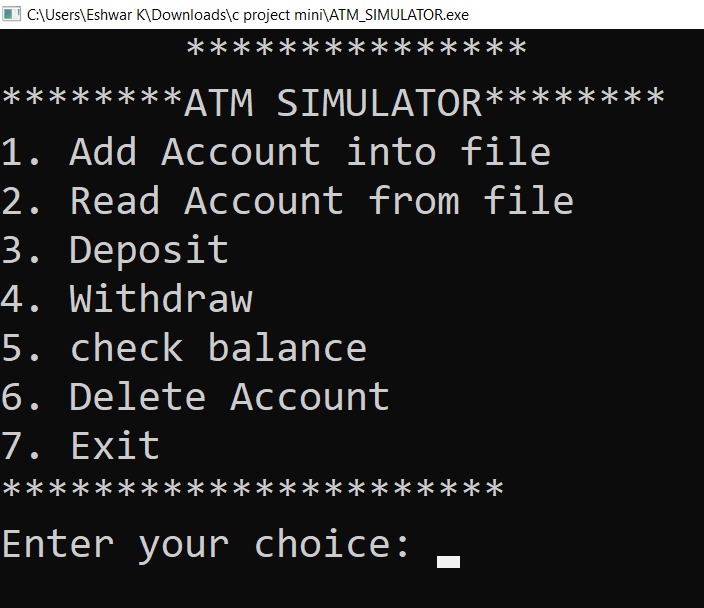 C:\Users\Eshwar K\Downloads\c project mini\ATM_SIMULATOR.exe
***************
********ATM SIMULATOR********
1. Add Account into file
2. Read Account from file
3. Deposit
4. Withdraw
5. check balance
6. Delete Account
7. Exit
**********************
Enter your choice: